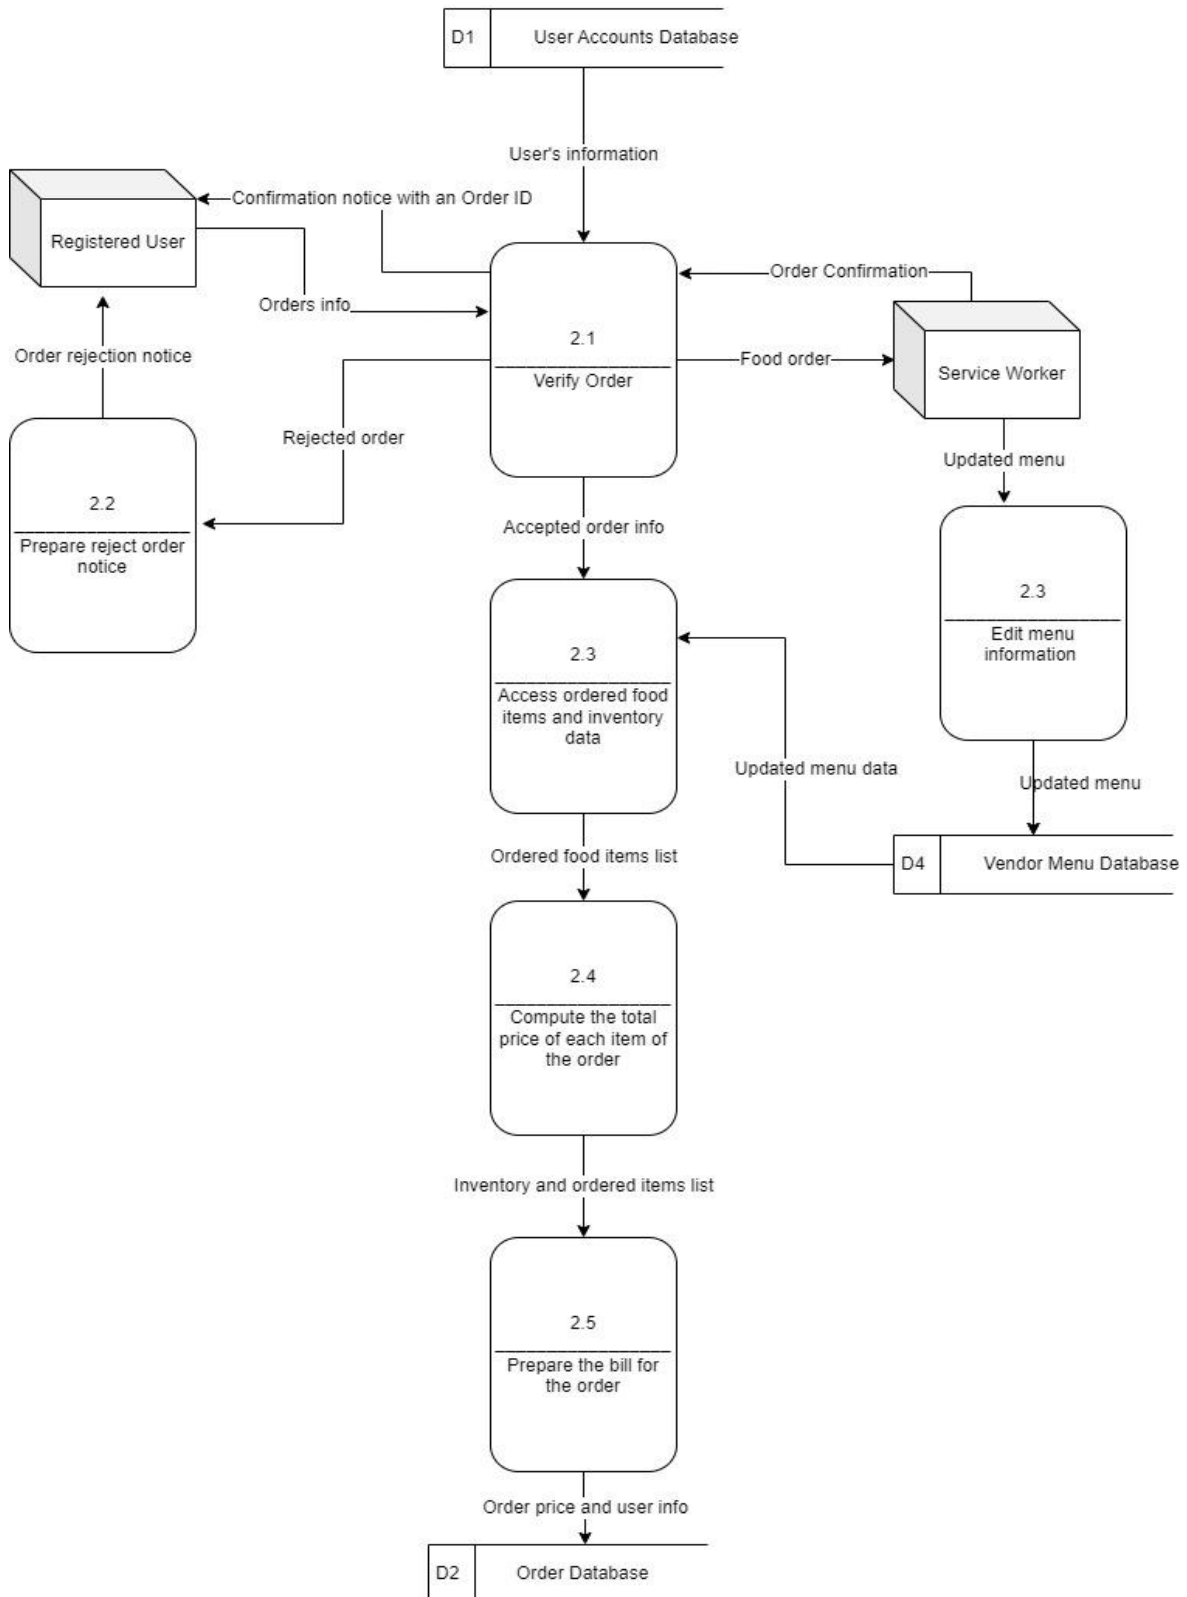 D1
User Accounts Database
User's information
Confirmation notice with an Order ID
Registered User
Order Confirmation
Orders info
2.1
Verify Order
Food order
Service Worker
Order rejection notice
Rejected order
Updated menu
2.2
Prepare reject order
notice
Accepted order info
2.3
Edit menu
information
2.3
Access ordered food
items and inventory
data
Updated menu data
Updated menu
Ordered food items list
D4
Vendor Menu Database
2.4
Compute the total
price of each item of
the order
Inventory and ordered items list
2.5
Prepare the bill for
the order
Order price and user info
D2
Order Database